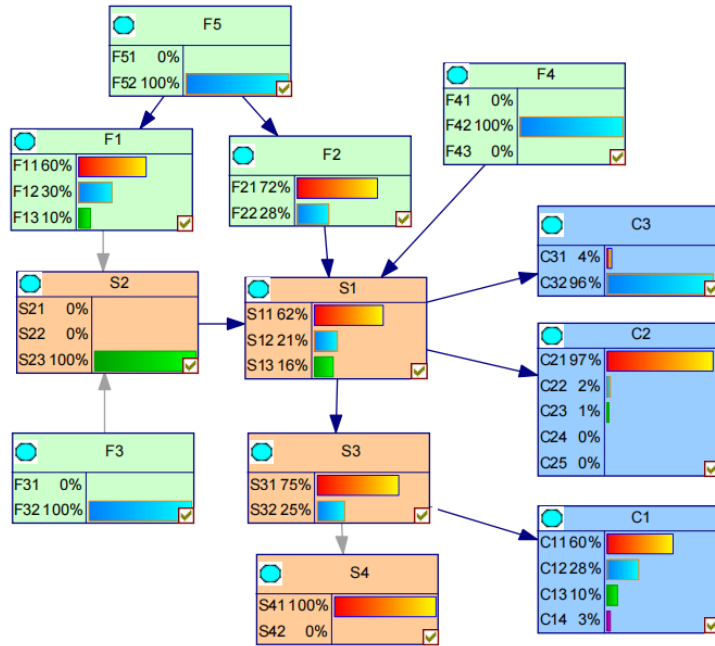 F5
F51 0%
F52 100%
F4
F41 0%
F42 100%
F43 0%
F1
F11 60%
F12 30%
F13 10%
F2
F21 72%
F22 28%
C3
C31 4%
C32 96%
S2
S21 0%
S22 0%
S23 100%
S1
S11 62%
S12 21%
S13 16%
C2
C21 97%
C22 2%
C23 1%
C24 0%
C25 0%
F3
F31 0%
F32 100%
S3
S31 75%
S32 25%
C1
C11 60%
C12 28%
C13 10%
C14 3%
S4
S41 100%
S42 0%